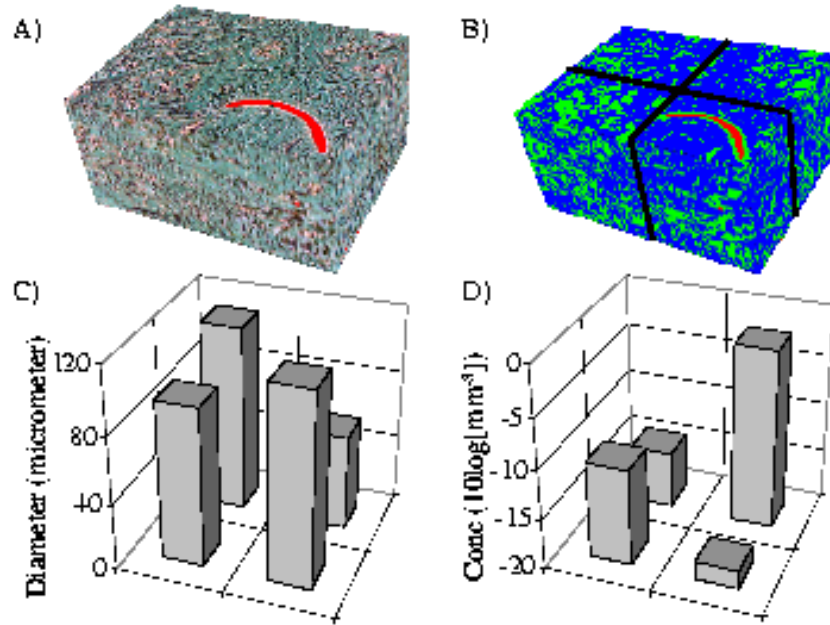 A)
B)
C)
D)
Diameter (micrometer)
120
80
40
0
Conc (10log[mm⁻³])
0
-5
-10
-15
-20